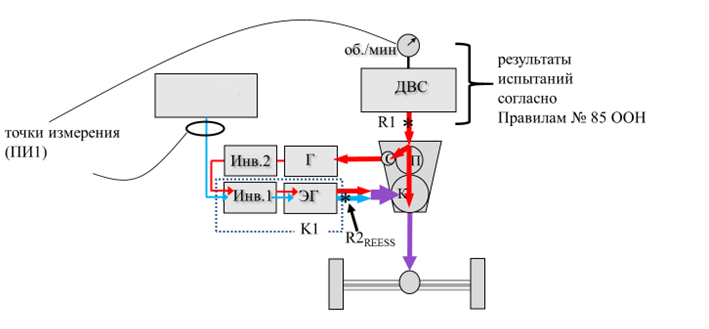 об./мин
ДВС
R1
результаты
испытаний
согласно
Правилам № 85 ООН
точки измерения
(ПИ1)
Инв.2
Г
С
П
Инв.1
ЭГ
К
К1
R2REESS